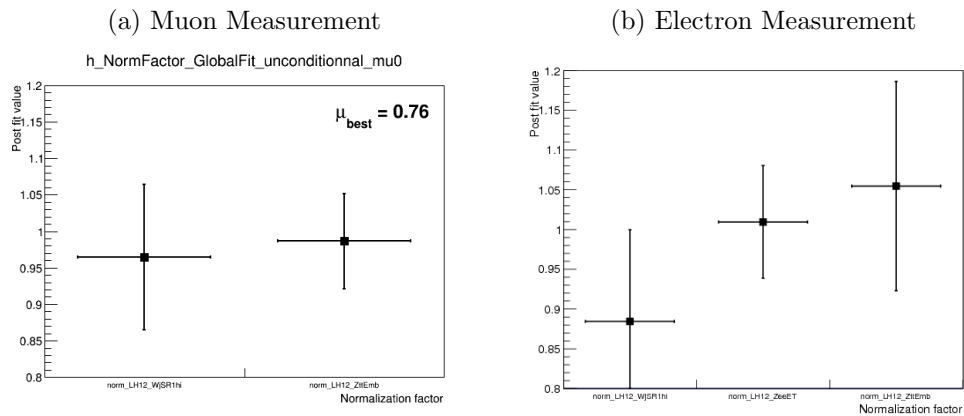 (a) Muon Measurement
(b) Electron Measurement
h_NormFactor_GlobalFit_unconditionnal_mu0
Post fit value
1.2
1.15
1.1
1.05
1
0.95
0.9
0.85
0.8
μbest = 0.76
norm_LH12_WjSR1hi
norm_LH12_ZttEmb
Normalization factor
Post fit value
1.2
1.15
1.1
1.05
1
0.95
0.9
0.85
0.8
norm_LH12_WjSR1hi
norm_LH12_ZeeET
norm_LH12_ZttEmb
Normalization factor